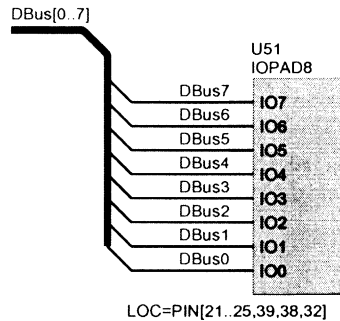 DBus[0..7]
U51
IOPAD8
DBus7 IO7
DBus6 IO6
DBus5 IO5
DBus4 IO4
DBus3 IO3
DBus2 IO2
DBus1 IO1
DBus0 IO0
LOC=PIN[21..25,39,38,32]